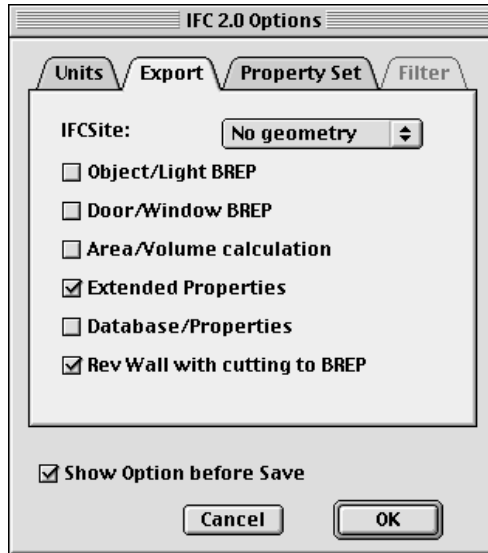 IFC 2.0 Options
Units Export Property Set Filter
IFCSite: No geometry
Object/Light BREP
Door/Window BREP
Area/Volume calculation
Extended Properties
Database/Properties
Rev Wall with cutting to BREP
Show Option before Save
Cancel OK